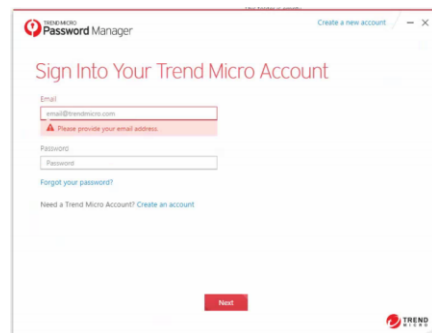 TREND MICRO
Password Manager
Create a new account
Sign Into Your Trend Micro Account
Email
email@trendmicro.com
Please provide your email address.
Password
Password
Forgot your password?
Need a Trend Micro Account? Create an account
Next
TREND
MICRO